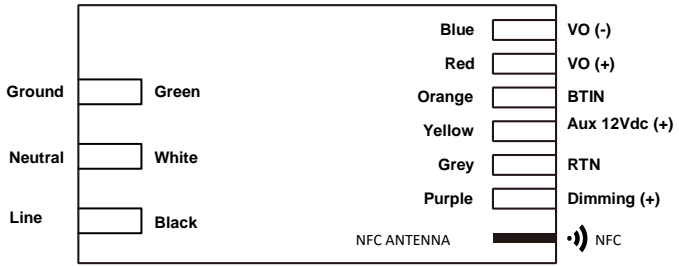 Blue VO (-)
Red VO (+)
Ground Green Orange BTIN
Yellow Aux 12Vdc (+)
Neutral White Grey RTN
Purple Dimming (+)
Line Black
NFC ANTENNA NFC